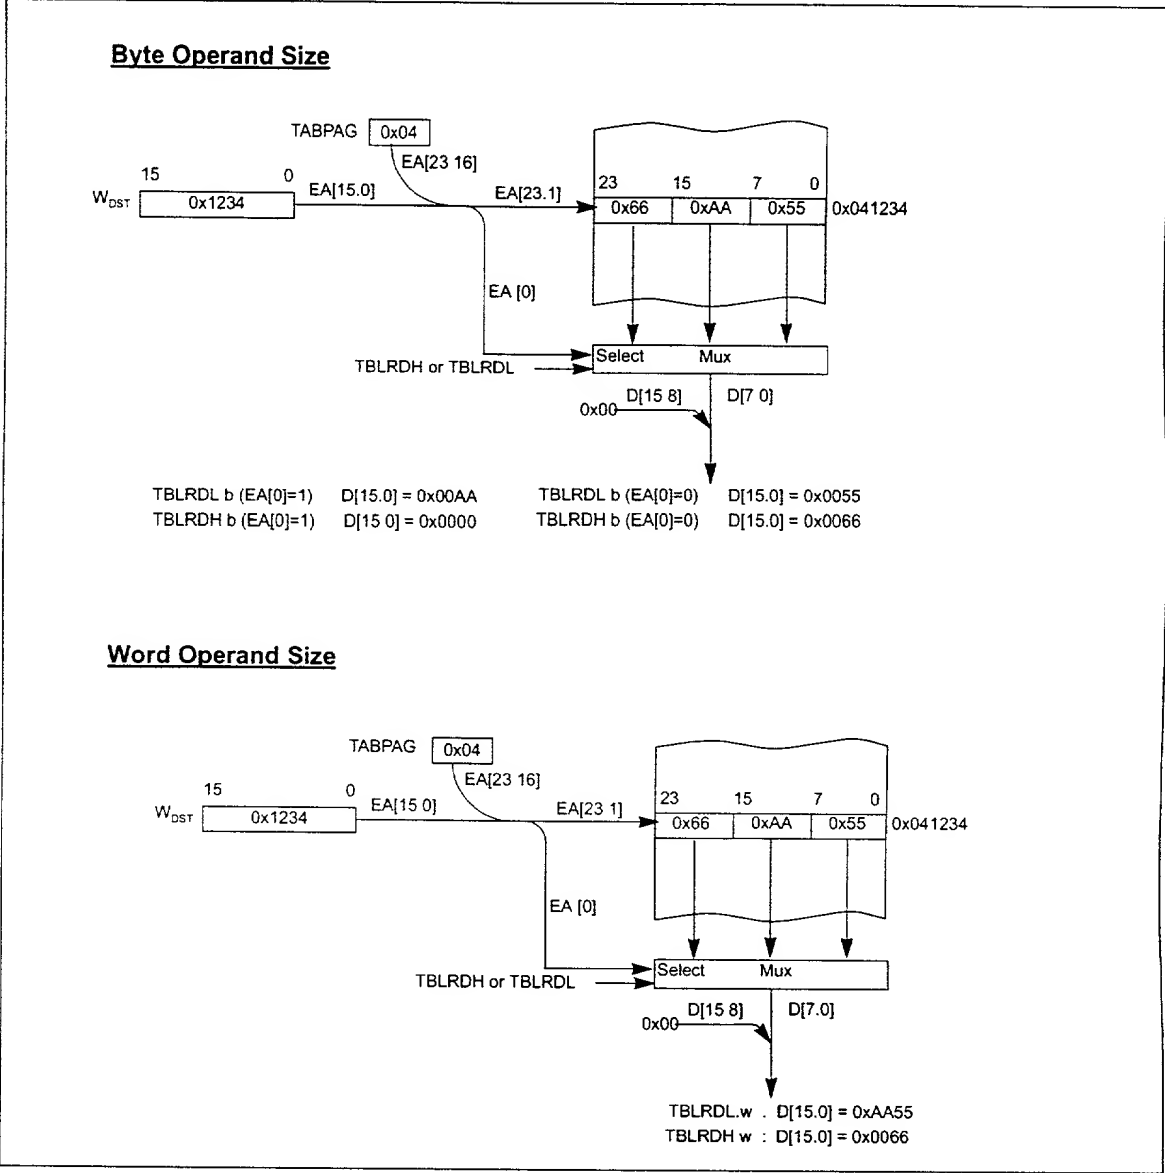 Byte Operand Size
TABPAG 0x04
EA[23 16]
15 0 EA[15.0] EA[23.1] 23 15 7 0
WDST 0x1234 0x66 0xAA 0x55 0x041234
EA [0]
Select Mux
TBLRDH or TBLRDL
D[15 8] D[7 0]
0x00
TBLRDL b (EA[0]=1) D[15.0] = 0x00AA TBLRDL b (EA[0]=0) D[15.0] = 0x0055
TBLRDH b (EA[0]=1) D[15 0] = 0x0000 TBLRDH b (EA[0]=0) D[15.0] = 0x0066
Word Operand Size
TABPAG 0x04
EA[23 16]
15 0 EA[15 0] EA[23 1] 23 15 7 0
WDST 0x1234 0x66 0xAA 0x55 0x041234
EA [0]
Select Mux
TBLRDH or TBLRDL
D[15 8] D[7.0]
0x00
TBLRDL.w . D[15.0] = 0xAA55
TBLRDH w : D[15.0] = 0x0066